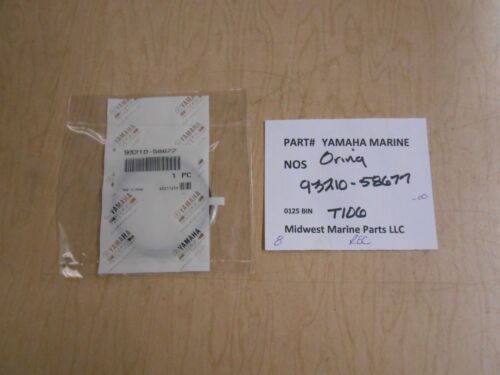 YAMAHA
93210-58677
1 PC
PART# YAMAHA MARINE
NOS Oring
93210-58677
.00
0125 BIN T106
Midwest Marine Parts LLC
8